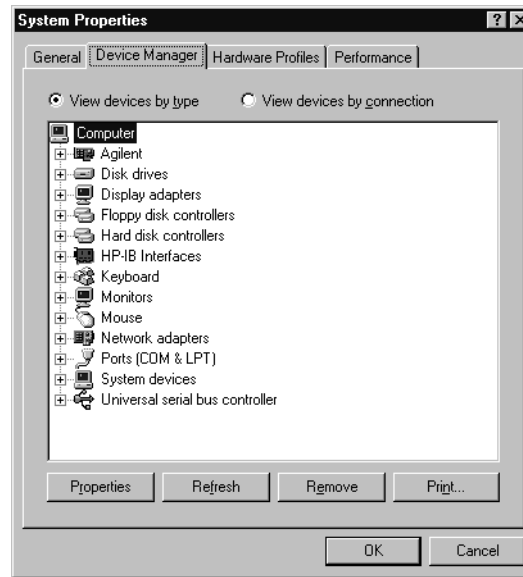 System Properties
General Device Manager Hardware Profiles Performance
View devices by type View devices by connection
Computer
Agilent
Disk drives
Display adapters
Floppy disk controllers
Hard disk controllers
HP-IB Interfaces
Keyboard
Monitors
Mouse
Network adapters
Ports (COM & LPT)
System devices
Universal serial bus controller
Properties Refresh Remove Print...
OK Cancel